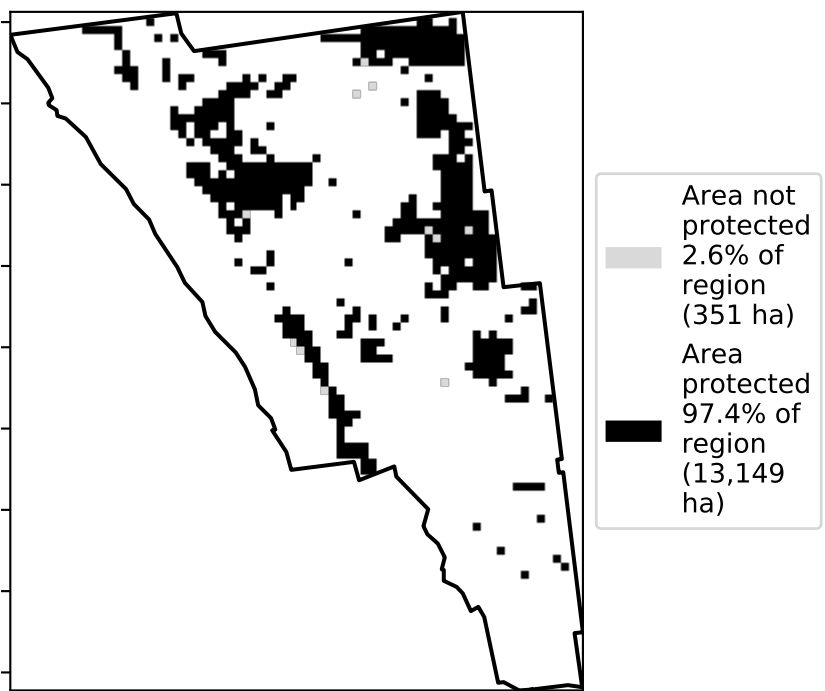 Area not
protected
2.6% of
region
(351 ha)
Area
protected
97.4% of
region
(13,149
ha)